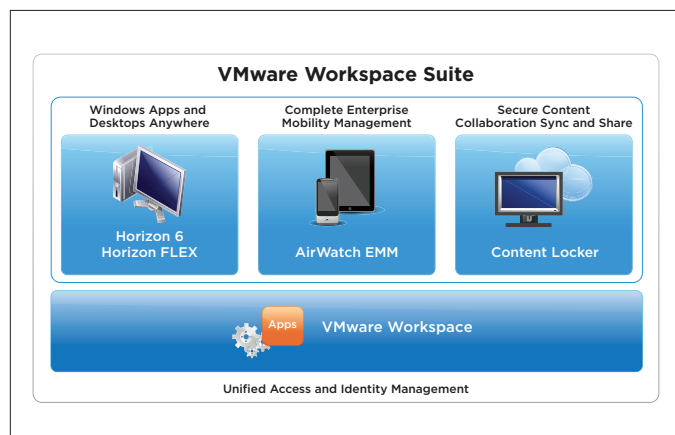 VMware Workspace Suite
Windows Apps and
Desktops Anywhere
Complete Enterprise
Mobility Management
Secure Content
Collaboration Sync and Share
Horizon 6
Horizon FLEX
AirWatch EMM
Content Locker
Apps
VMware Workspace
Unified Access and Identity Management